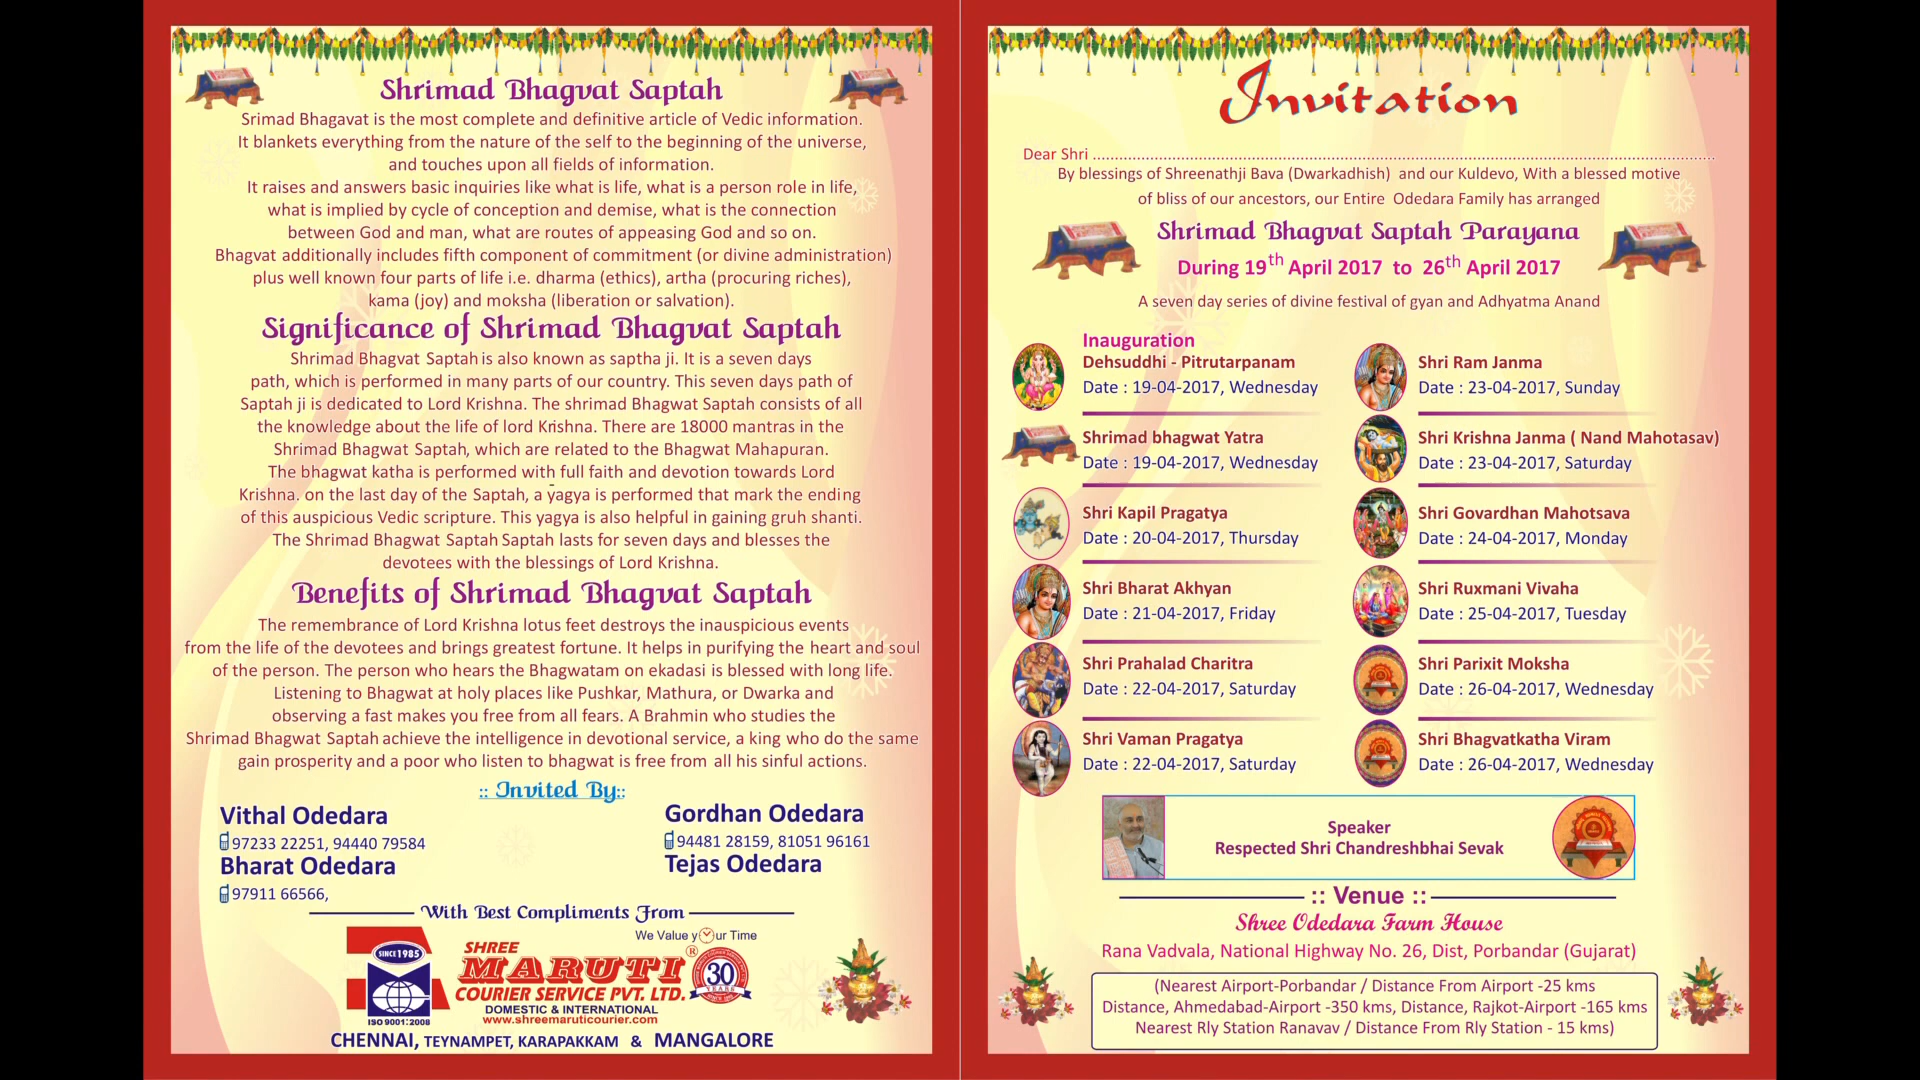 Shrimad Bhagvat Saptah
Srimad Bhagavat is the most complete and definitive article of Vedic information.
It blankets everything from the nature of the self to the beginning of the universe,
and touches upon all fields of information.
It raises and answers basic inquiries like what is life, what is a person role in life,
what is implied by cycle of conception and demise, what is the connection
between God and man, what are routes of appeasing God and so on.
Bhagvat additionally includes fifth component of commitment (or divine administration)
plus well known four parts of life i.e. dharma (ethics), artha (procuring riches),
kama (joy) and moksha (liberation or salvation).
Significance of Shrimad Bhagvat Saptah
Shrimad Bhagvat Saptah is also known as saptha ji. It is a seven days
path, which is performed in many parts of our country. This seven days path of
Saptah ji is dedicated to Lord Krishna. The shrimad Bhagwat Saptah consists of all
the knowledge about the life of lord Krishna. There are 18000 mantras in the
Shrimad Bhagwat Saptah, which are related to the Bhagwat Mahapuran.
The bhagwat katha is performed with full faith and devotion towards Lord
Krishna. on the last day of the Saptah, a yagya is performed that mark the ending
of this auspicious Vedic scripture. This yagya is also helpful in gaining gruh shanti.
The Shrimad Bhagwat Saptah Saptah lasts for seven days and blesses the
devotees with the blessings of Lord Krishna.
Benefits of Shrimad Bhagvat Saptah
The remembrance of Lord Krishna lotus feet destroys the inauspicious events
from the life of the devotees and brings greatest fortune. It helps in purifying the heart and soul
of the person. The person who hears the Bhagwatam on ekadasi is blessed with long life.
Listening to Bhagwat at holy places like Pushkar, Mathura, or Dwarka and
observing a fast makes you free from all fears. A Brahmin who studies the
Shrimad Bhagwat Saptah achieve the intelligence in devotional service, a king who do the same
gain prosperity and a poor who listen to bhagwat is free from all his sinful actions.
:: Invited By::
Vithal Odedara
97233 22251, 94440 79584
Bharat Odedara
97911 66566,
Gordhan Odedara
94481 28159, 81051 96161
Tejas Odedara
With Best Compliments From
We Value your Time
SINCE 1985
ISO 9001:2008
SHREE
MARUTI®
COURIER SERVICE PVT. LTD.
DOMESTIC & INTERNATIONAL
www.shreemaruticourier.com
30
YEARS
CHENNAI, TEYNAMPET, KARAPAKKAM & MANGALORE
Invitation
Dear Shri ........................................................................................................................
By blessings of Shreenathji Bava (Dwarkadhish) and our Kuldevo, With a blessed motive
of bliss of our ancestors, our Entire Odedara Family has arranged
Shrimad Bhagvat Saptah Parayana
During 19th April 2017 to 26th April 2017
A seven day series of divine festival of gyan and Adhyatma Anand
Inauguration
Dehsuddhi - Pitrutarpanam
Date : 19-04-2017, Wednesday
Shrimad bhagwat Yatra
Date : 19-04-2017, Wednesday
Shri Kapil Pragatya
Date : 20-04-2017, Thursday
Shri Bharat Akhyan
Date : 21-04-2017, Friday
Shri Prahalad Charitra
Date : 22-04-2017, Saturday
Shri Vaman Pragatya
Date : 22-04-2017, Saturday
Shri Ram Janma
Date : 23-04-2017, Sunday
Shri Krishna Janma ( Nand Mahotasav)
Date : 23-04-2017, Saturday
Shri Govardhan Mahotsava
Date : 24-04-2017, Monday
Shri Ruxmani Vivaha
Date : 25-04-2017, Tuesday
Shri Parixit Moksha
Date : 26-04-2017, Wednesday
Shri Bhagvatkatha Viram
Date : 26-04-2017, Wednesday
Speaker
Respected Shri Chandreshbhai Sevak
:: Venue ::
Shree Odedara Farm House
Rana Vadvala, National Highway No. 26, Dist, Porbandar (Gujarat)
(Nearest Airport-Porbandar / Distance From Airport -25 kms
Distance, Ahmedabad-Airport -350 kms, Distance, Rajkot-Airport -165 kms
Nearest Rly Station Ranavav / Distance From Rly Station - 15 kms)